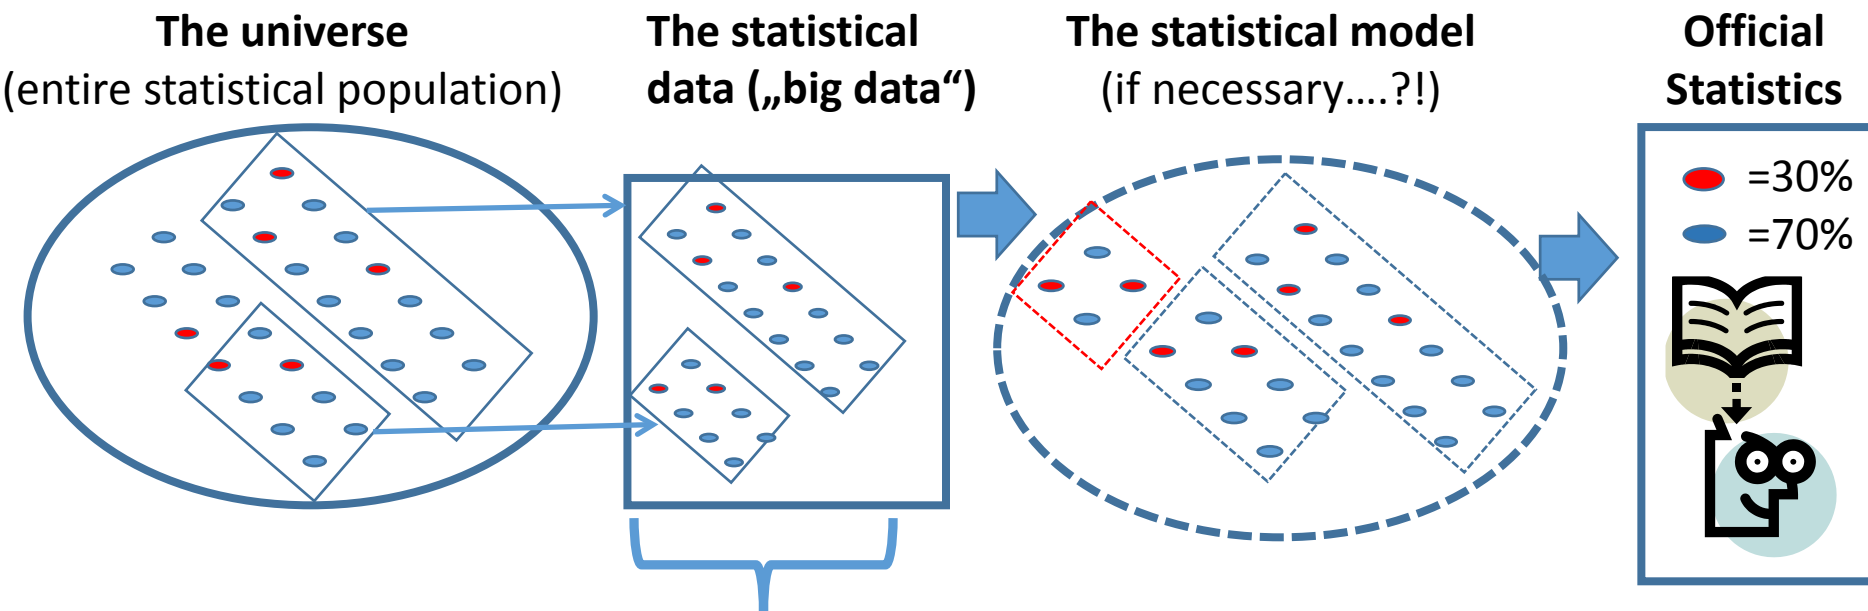 The universe
(entire statistical population)
The statistical
data („big data“)
The statistical model
(if necessary....?!)
Official
Statistics
=30%
=70%